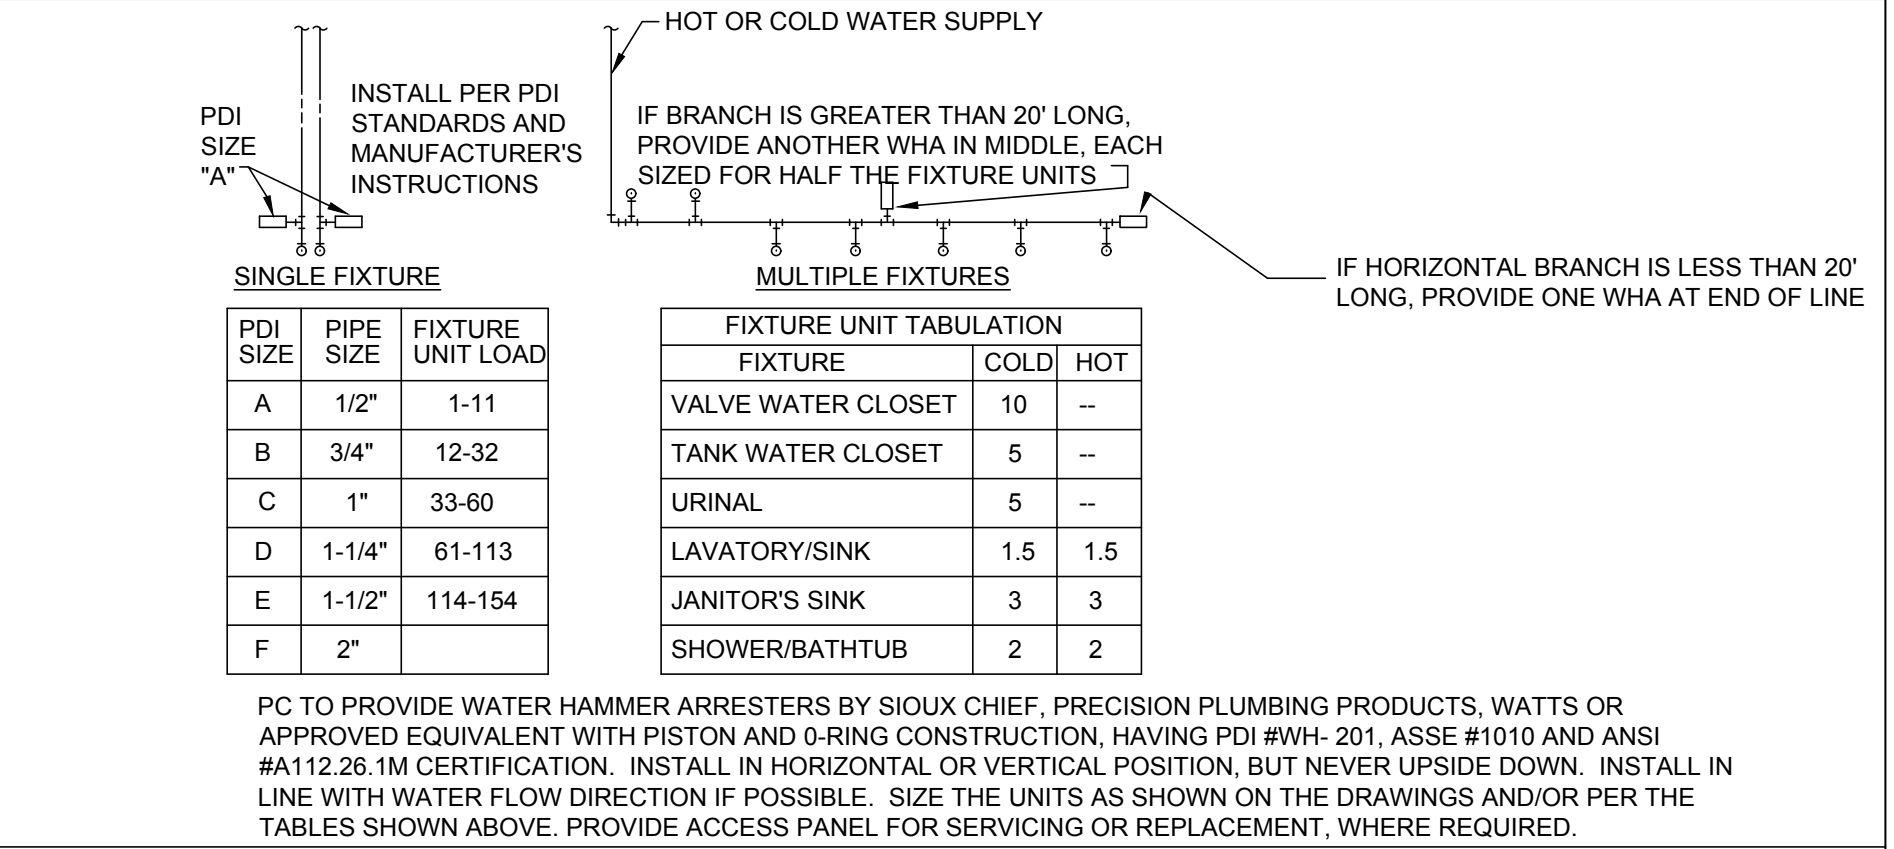 HOT OR COLD WATER SUPPLY
PDI
SIZE
"A"
INSTALL PER PDI
STANDARDS AND
MANUFACTURER'S
INSTRUCTIONS
IF BRANCH IS GREATER THAN 20' LONG,
PROVIDE ANOTHER WHA IN MIDDLE, EACH
SIZED FOR HALF THE FIXTURE UNITS
IF HORIZONTAL BRANCH IS LESS THAN 20'
LONG, PROVIDE ONE WHA AT END OF LINE
SINGLE FIXTURE
MULTIPLE FIXTURES
PDI SIZE PIPE SIZE FIXTURE UNIT LOAD
A 1/2" 1-11
B 3/4" 12-32
C 1" 33-60
D 1-1/4" 61-113
E 1-1/2" 114-154
F 2"
FIXTURE UNIT TABULATION
FIXTURE COLD HOT
VALVE WATER CLOSET 10 --
TANK WATER CLOSET 5 --
URINAL 5 --
LAVATORY/SINK 1.5 1.5
JANITOR'S SINK 3 3
SHOWER/BATHTUB 2 2
PC TO PROVIDE WATER HAMMER ARRESTERS BY SIOUX CHIEF, PRECISION PLUMBING PRODUCTS, WATTS OR
APPROVED EQUIVALENT WITH PISTON AND 0-RING CONSTRUCTION, HAVING PDI #WH- 201, ASSE #1010 AND ANSI
#A112.26.1M CERTIFICATION. INSTALL IN HORIZONTAL OR VERTICAL POSITION, BUT NEVER UPSIDE DOWN. INSTALL IN
LINE WITH WATER FLOW DIRECTION IF POSSIBLE. SIZE THE UNITS AS SHOWN ON THE DRAWINGS AND/OR PER THE
TABLES SHOWN ABOVE. PROVIDE ACCESS PANEL FOR SERVICING OR REPLACEMENT, WHERE REQUIRED.